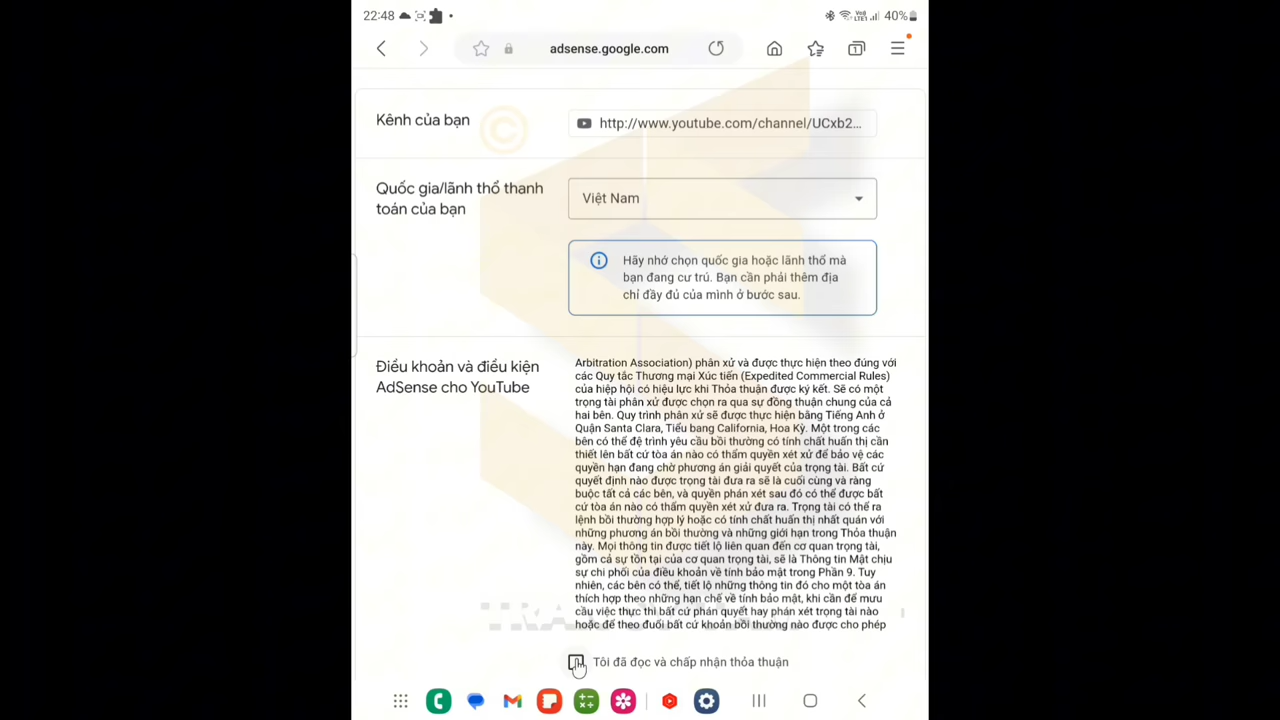 22:48
40%
adsense.google.com
1
Kênh của bạn
http://www.youtube.com/channel/UCxb2...
Quốc gia/lãnh thổ thanh
toán của bạn
Việt Nam
Hãy nhớ chọn quốc gia hoặc lãnh thổ mà
bạn đang cư trú. Bạn cần phải thêm địa
chỉ đầy đủ của mình ở bước sau.
Điều khoản và điều kiện
AdSense cho YouTube
Arbitration Association) phân xử và được thực hiện theo đúng với
các Quy tắc Thương mại Xúc tiến (Expedited Commercial Rules)
của hiệp hội có hiệu lực khi Thỏa thuận được ký kết. Sẽ có một
trọng tài phân xử được chọn ra qua sự đồng thuận chung của cả
hai bên. Quy trình phân xử sẽ được thực hiện bằng Tiếng Anh ở
Quận Santa Clara, Tiểu bang California, Hoa Kỳ. Một trong các
bên có thể đệ trình yêu cầu bồi thường có tính chất huấn thị cần
thiết lên bất cứ tòa án nào có thẩm quyền xét xử để bảo vệ các
quyền hạn đang chờ phương án giải quyết của trọng tài. Bất cứ
quyết định nào được trọng tài đưa ra sẽ là cuối cùng và ràng
buộc tất cả các bên, và quyền phán xét sau đó có thể được bất
cứ tòa án nào có thẩm quyền xét xử đưa ra. Trọng tài có thể ra
lệnh bồi thường hợp lý hoặc có tính chất huấn thị nhất quán với
những phương án bồi thường và những giới hạn trong Thỏa thuận
này. Mọi thông tin được tiết lộ liên quan đến cơ quan trọng tài,
gồm cả sự tồn tại của cơ quan trọng tài, sẽ là Thông tin Mật chịu
sự chi phối của điều khoản về tính bảo mật trong Phần 9. Tuy
nhiên, các bên có thể, tiết lộ những thông tin đó cho một tòa án
thích hợp theo những hạn chế về tính bảo mật, khi cần để mưu
cầu việc thực thi bất cứ phán quyết hay phán xét trọng tài nào
hoặc để theo đuổi bất cứ khoản bồi thường nào được cho phép
Tôi đã đọc và chấp nhận thỏa thuận